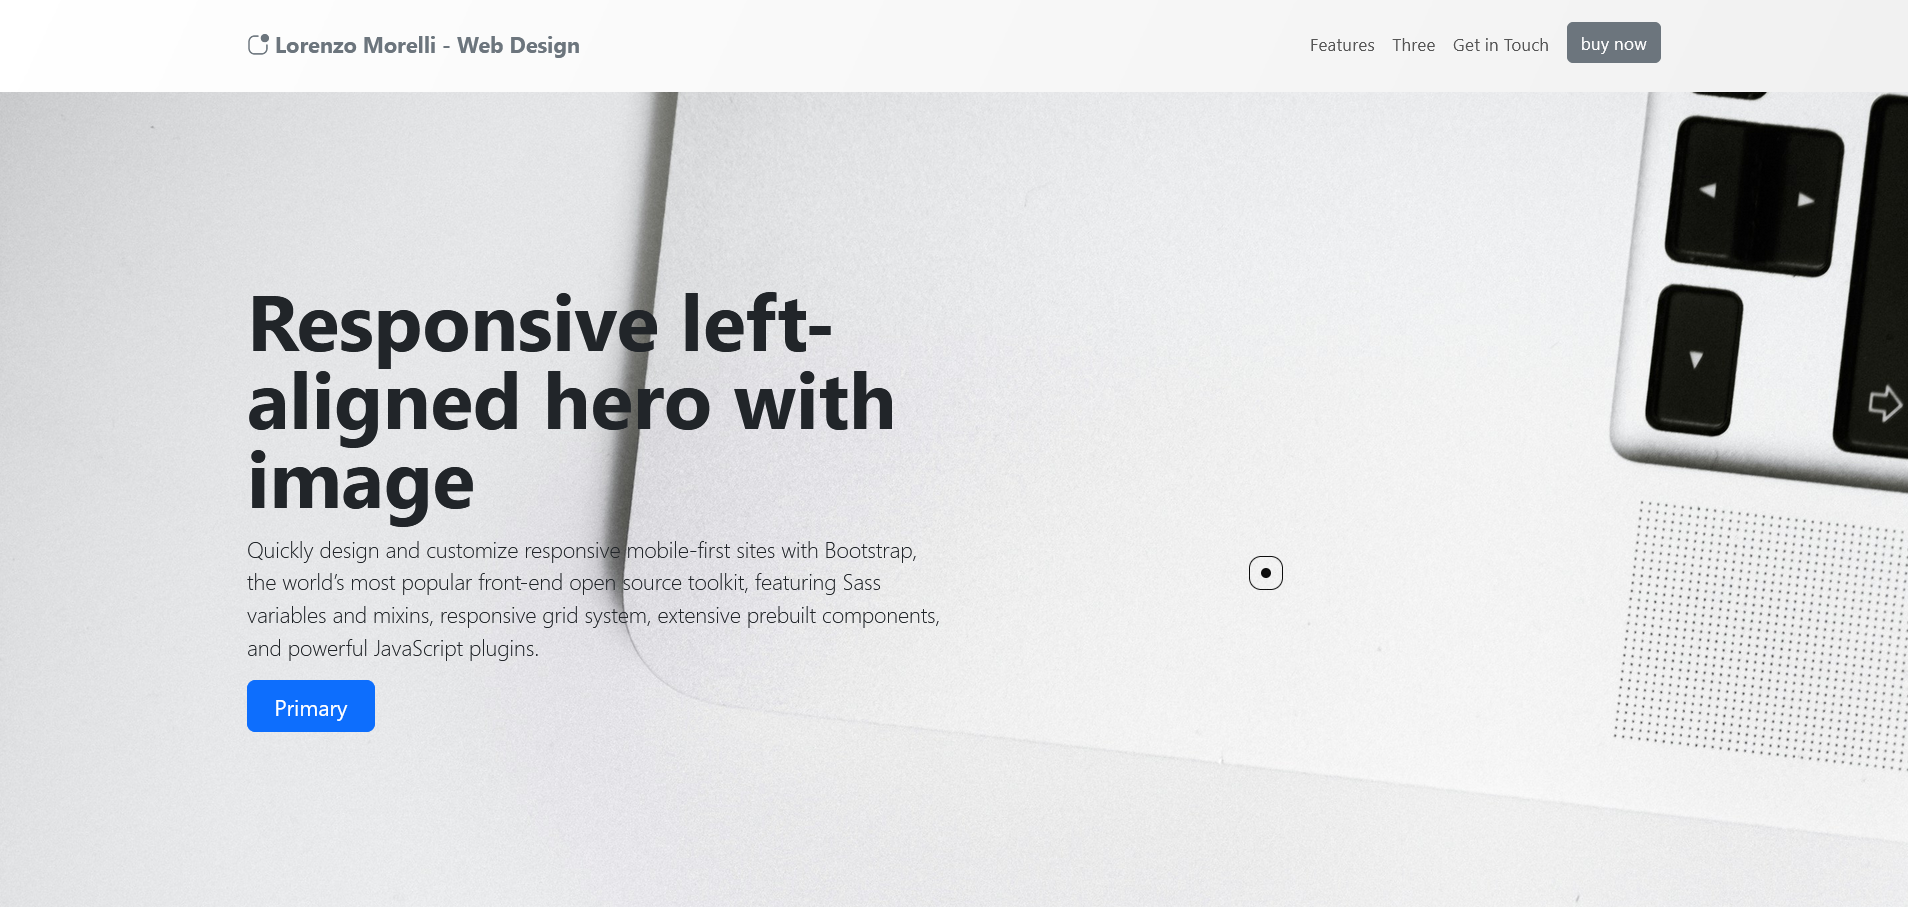 Lorenzo Morelli - Web Design
Features
Three
Get in Touch
buy now
Responsive left-
aligned hero with
image
Quickly design and customize responsive mobile-first sites with Bootstrap,
the world’s most popular front-end open source toolkit, featuring Sass
variables and mixins, responsive grid system, extensive prebuilt components,
and powerful JavaScript plugins.
Primary